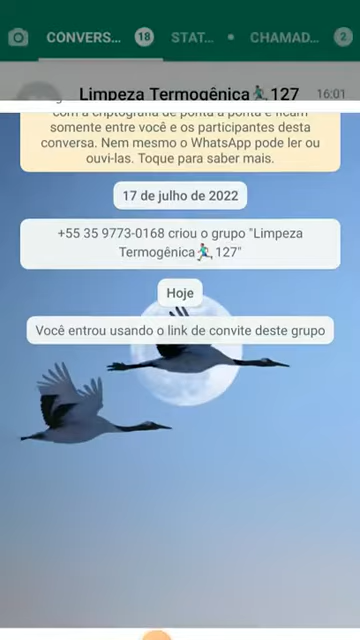 CONVERS... 18 STAT... CHAMAD... 2
Limpeza Termogênica🏃🏻‍♂️127 16:01
com a criptografia de ponta a ponta e ficam
somente entre você e os participantes desta
conversa. Nem mesmo o WhatsApp pode ler ou
ouvi-las. Toque para saber mais.
17 de julho de 2022
+55 35 9773-0168 criou o grupo "Limpeza
Termogênica🏃🏻‍♂️127"
Hoje
Você entrou usando o link de convite deste grupo